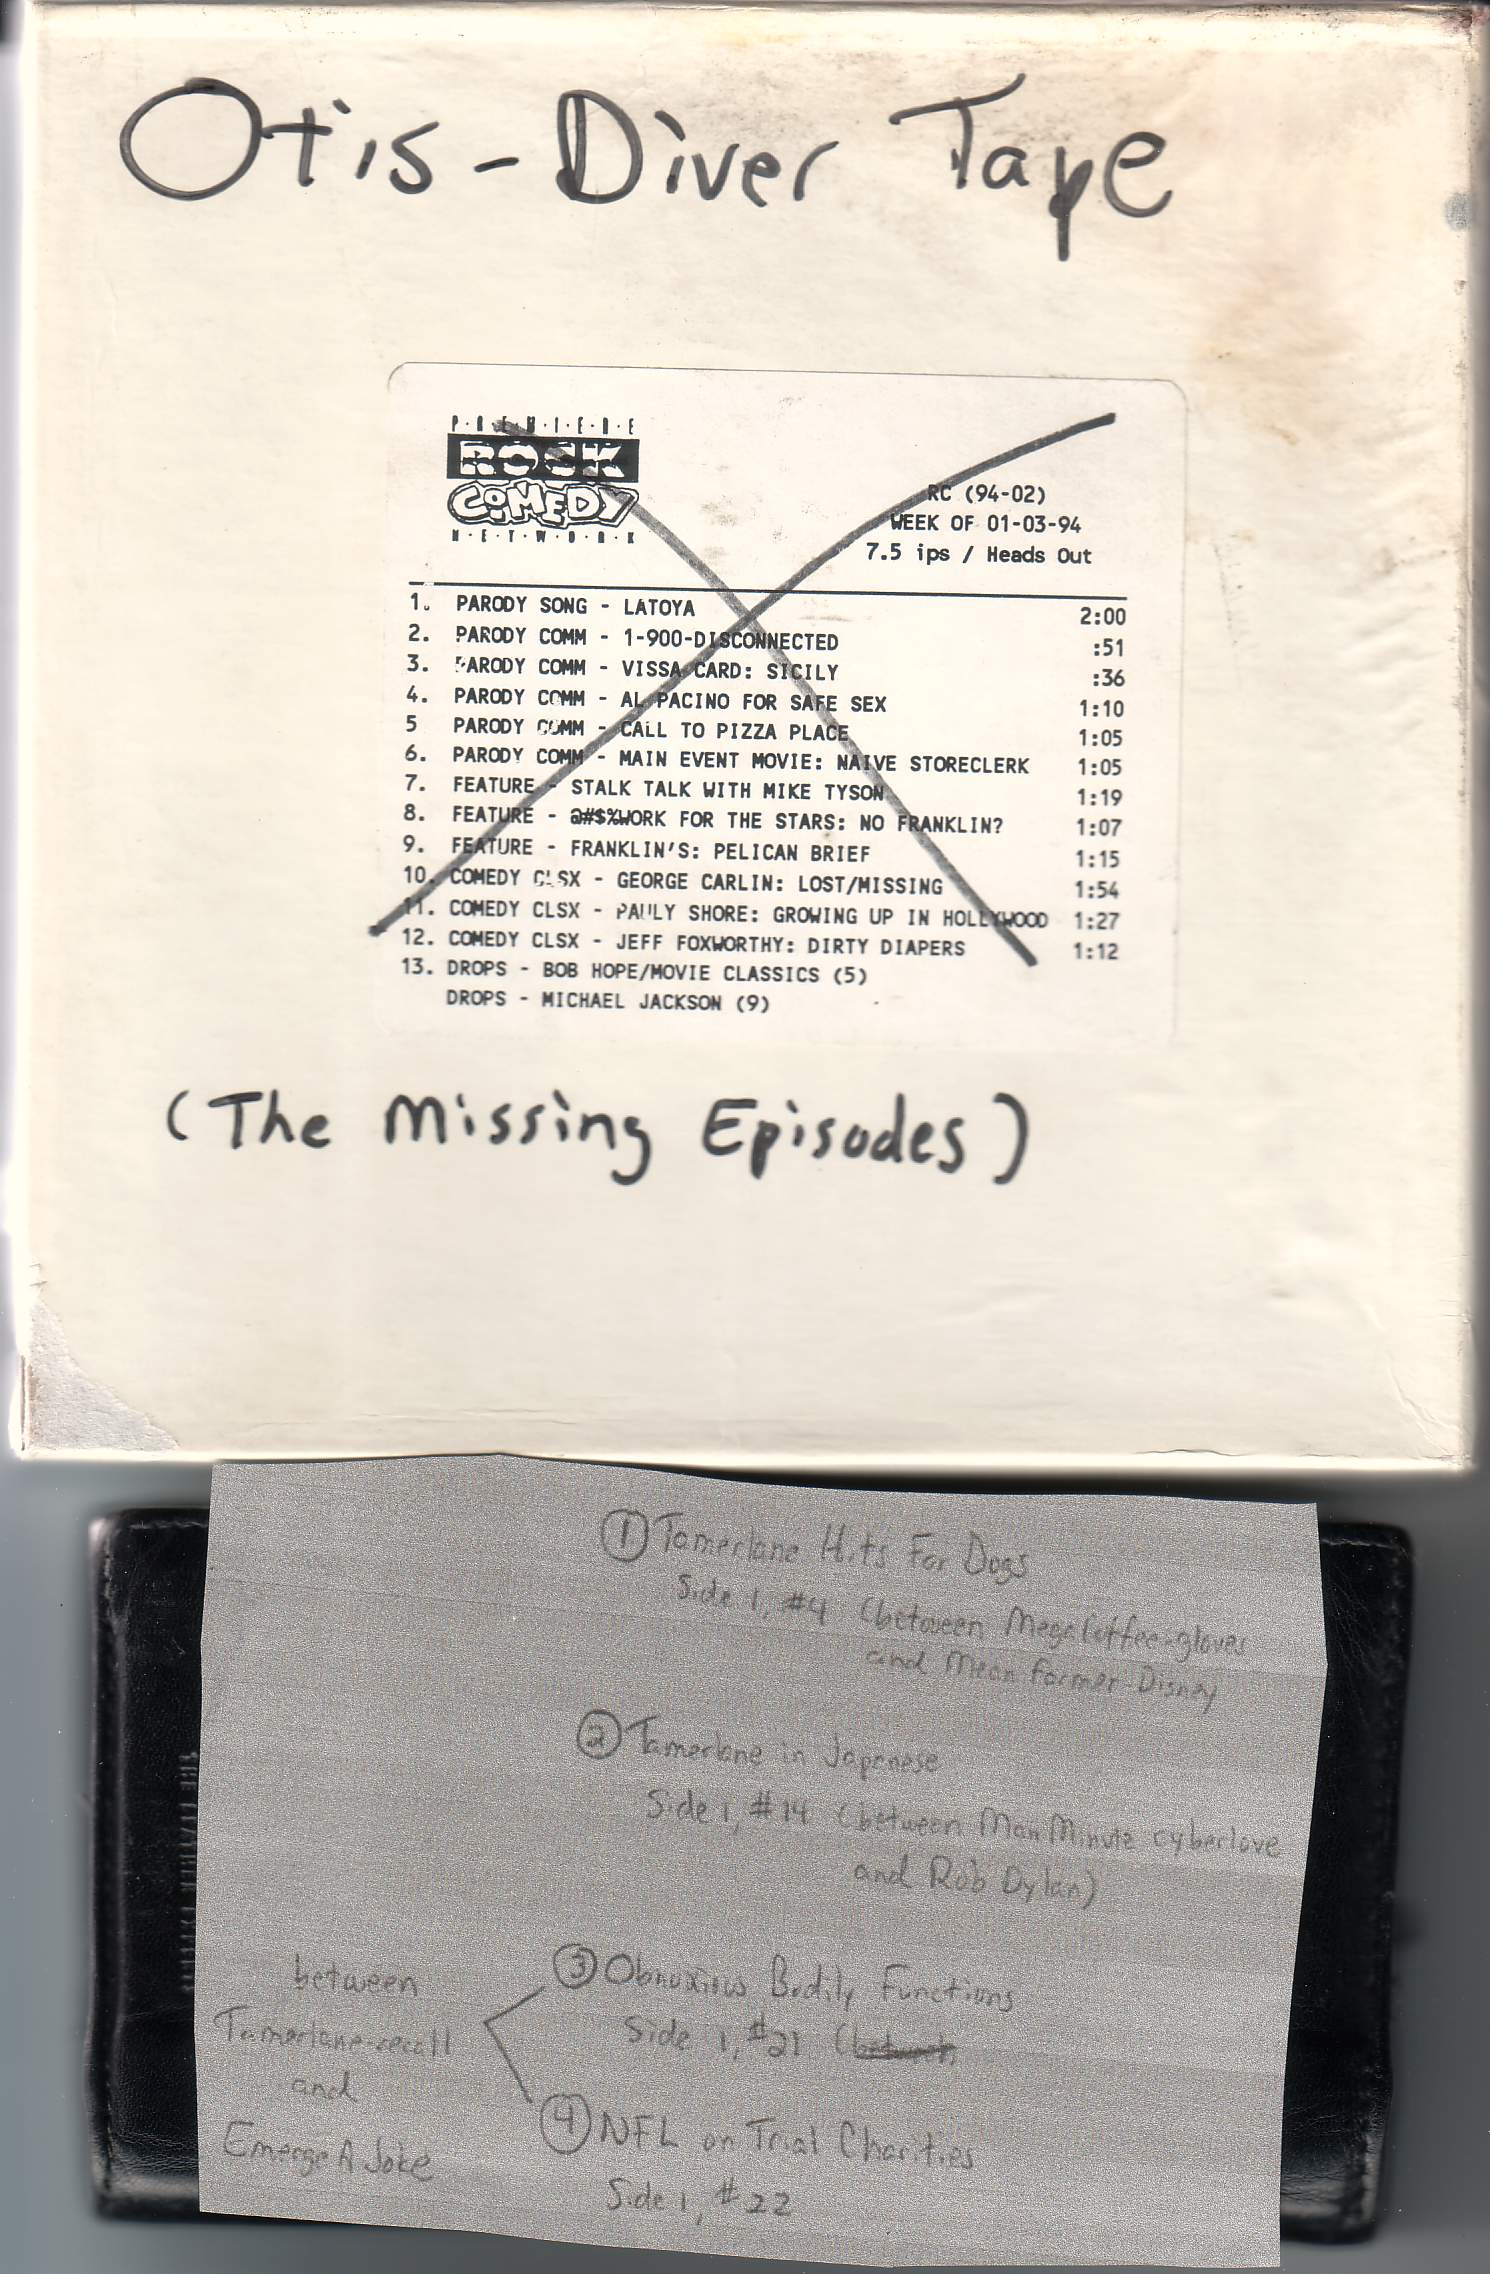 Otis - Diver Tape
P·R·E·M·I·E·R·E
ROCK
COMEDY
N·E·T·W·O·R·K
RC (94-02)
WEEK OF 01-03-94
7.5 ips / Heads Out
1. PARODY SONG - LATOYA 2:00
2. PARODY COMM - 1-900-DISCONNECTED :51
3. PARODY COMM - VISSA CARD: SICILY :36
4. PARODY COMM - AL PACINO FOR SAFE SEX 1:10
5 PARODY COMM - CALL TO PIZZA PLACE 1:05
6. PARODY COMM - MAIN EVENT MOVIE: NAIVE STORECLERK 1:05
7. FEATURE - STALK TALK WITH MIKE TYSON 1:19
8. FEATURE - @#$%WORK FOR THE STARS: NO FRANKLIN? 1:07
9. FEATURE - FRANKLIN'S: PELICAN BRIEF 1:15
10. COMEDY CLSX - GEORGE CARLIN: LOST/MISSING 1:54
11. COMEDY CLSX - PAULY SHORE: GROWING UP IN HOLLYWOOD 1:27
12. COMEDY CLSX - JEFF FOXWORTHY: DIRTY DIAPERS 1:12
13. DROPS - BOB HOPE/MOVIE CLASSICS (5)
DROPS - MICHAEL JACKSON (9)
(The Missing Episodes)
① Tamerlane Hits For Dogs
Side 1, #4 (between MegaCoffee-gloves
and Mean Former Disney
② Tamerlane in Japanese
Side 1, #14 (between Man Minute cyberlove
and Rob Dylan)
③ Obnoxious Bodily Functions
Side 1, #21 (
between
Tamerlane-recall
and
Emerge A Joke
④ NFL on Trial Charities
Side 1, #22